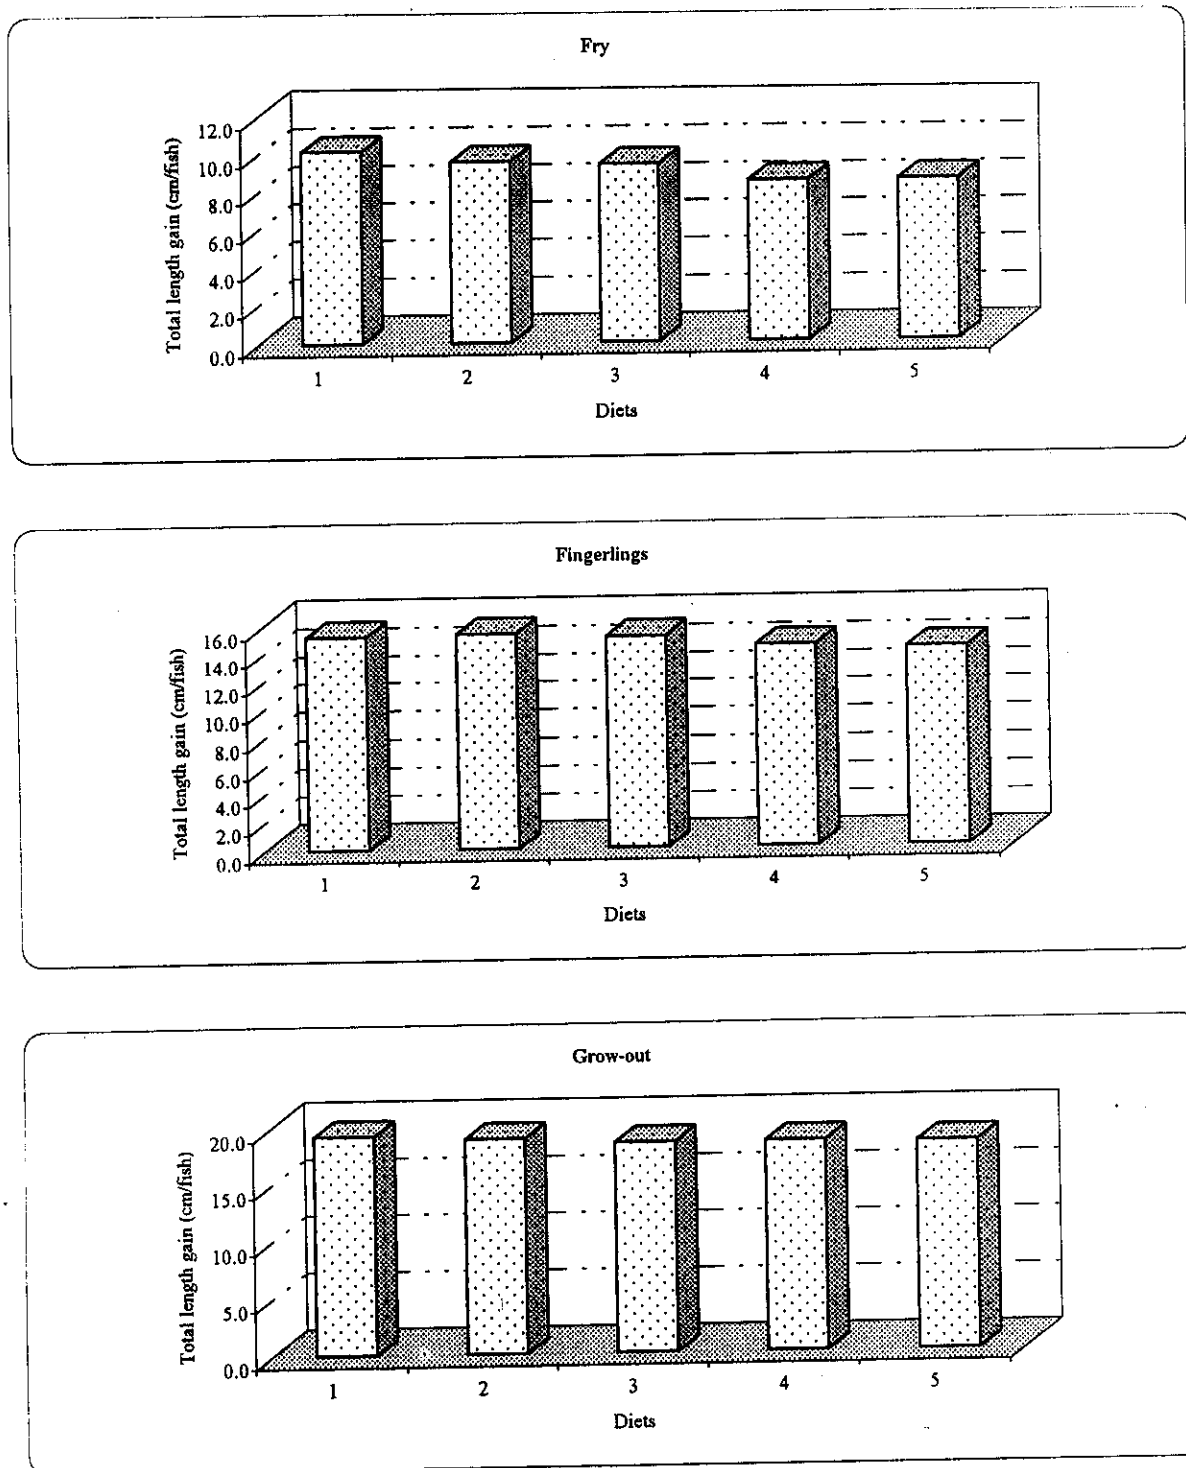 Fry
Total length gain (cm/fish)
12.0
10.0
8.0
6.0
4.0
2.0
0.0
1 2 3 4 5
Diets
Fingerlings
Total length gain (cm/fish)
16.0
14.0
12.0
10.0
8.0
6.0
4.0
2.0
0.0
1 2 3 4 5
Diets
Grow-out
Total length gain (cm/fish)
20.0
15.0
10.0
5.0
0.0
1 2 3 4 5
Diets